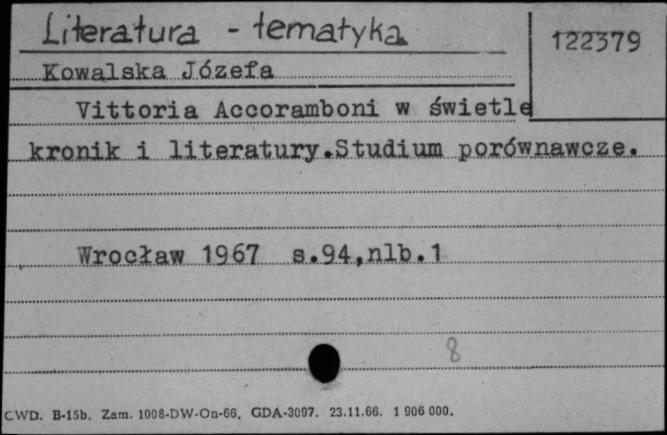 Literatura - tematyka
122379
Kowalska Józefa
Vittoria Accoramboni w świetle
kronik i literatury.Studium porównawcze.
Wrocław 1967 s.94,nlb.1
8
CWD. B-15b. Zam. 1008-DW-On-66. GDA-3097. 23.11.66. 1 906 000.